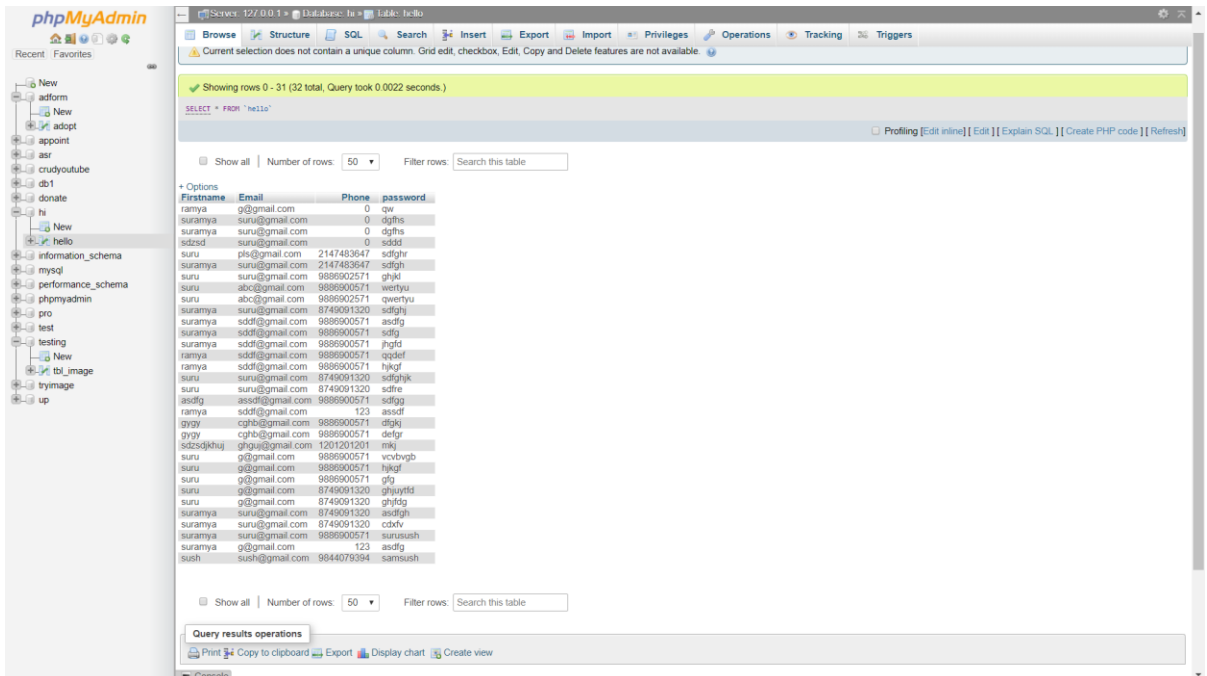 phpMyAdmin
Recent Favorites
New
adform
New
adopt
appoint
asr
crudyoutube
db1
donate
hi
New
hello
information_schema
mysql
performance_schema
phpmyadmin
pro
test
testing
New
tbl_image
tryimage
up
Server: 127.0.0.1 » Database: hi » Table: hello
Browse Structure SQL Search Insert Export Import Privileges Operations Tracking Triggers
Current selection does not contain a unique column. Grid edit, checkbox, Edit, Copy and Delete features are not available.
Showing rows 0 - 31 (32 total, Query took 0.0022 seconds.)
SELECT * FROM `hello`
Profiling [Edit inline] [ Edit ] [ Explain SQL ] [ Create PHP code ] [ Refresh]
Show all | Number of rows: 50 Filter rows: Search this table
+ Options
Firstname Email Phone password
ramya g@gmail.com 0 qw
suramya suru@gmail.com 0 dgfhs
suramya suru@gmail.com 0 dgfhs
sdzsd suru@gmail.com 0 sddd
suru pls@gmail.com 2147483647 sdfghr
suramya suru@gmail.com 2147483647 sdfgh
suru suru@gmail.com 9886902571 ghjkl
suru abc@gmail.com 9886900571 wertyu
suru abc@gmail.com 9886902571 qwertyu
suramya suru@gmail.com 8749091320 sdfghj
suramya sddf@gmail.com 9886900571 asdfg
suramya sddf@gmail.com 9886900571 sdfg
suramya sddf@gmail.com 9886900571 jhgfd
ramya sddf@gmail.com 9886900571 qqdef
ramya sddf@gmail.com 9886900571 hjkgf
suru suru@gmail.com 8749091320 sdfghjk
suru suru@gmail.com 8749091320 sdfre
asdfg assdf@gmail.com 9886900571 sdfgg
ramya sddf@gmail.com 123 assdf
gygy cghb@gmail.com 9886900571 dfgkj
gygy cghb@gmail.com 9886900571 defgr
sdzsdjkhuj ghguj@gmail.com 1201201201 mkj
suru g@gmail.com 9886900571 vcvbvgb
suru g@gmail.com 9886900571 hjkgf
suru g@gmail.com 9886900571 gfg
suru g@gmail.com 8749091320 ghjuytfd
suru g@gmail.com 8749091320 ghjfdg
suramya suru@gmail.com 8749091320 asdfgh
suramya suru@gmail.com 8749091320 cdxfv
suramya suru@gmail.com 9886900571 surusush
suramya g@gmail.com 123 asdfg
sush sush@gmail.com 9844079394 samsush
Show all | Number of rows: 50 Filter rows: Search this table
Query results operations
Print Copy to clipboard Export Display chart Create view
Console